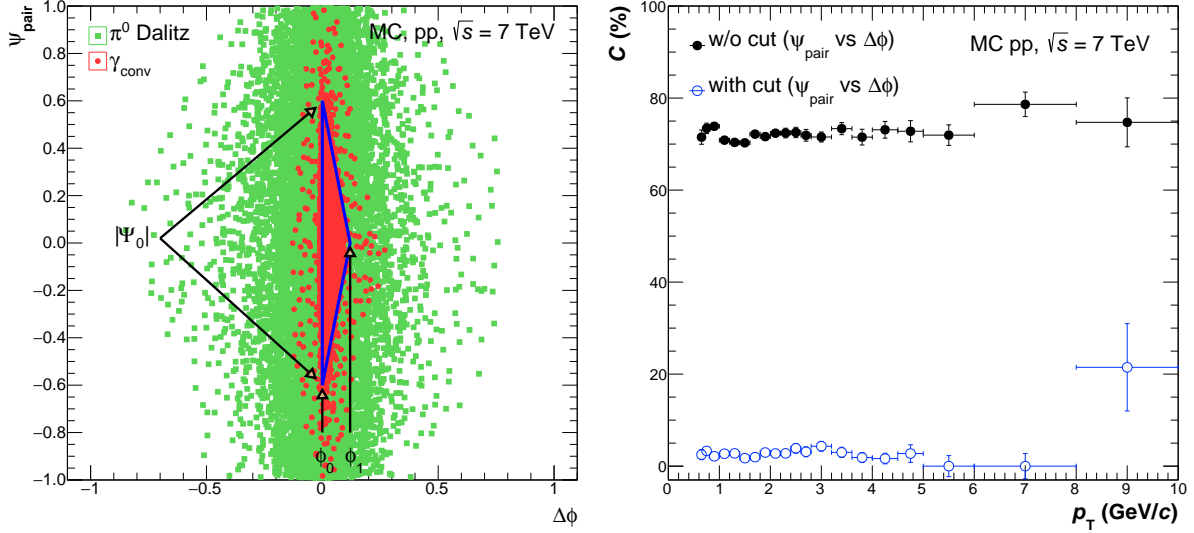 ψpair
1.0
0.8
0.6
0.4
0.2
0.0
−0.2
−0.4
−0.6
−0.8
−1.0
π⁰ Dalitz
γconv
MC, pp, √s = 7 TeV
|Ψ₀|
ϕ₀ ϕ₁
−1 −0.5 0 0.5 1
Δϕ
C (%)
100
80
60
40
20
0
w/o cut (ψpair vs Δϕ)
MC pp, √s = 7 TeV
with cut (ψpair vs Δϕ)
0 1 2 3 4 5 6 7 8 9 10
pT (GeV/c)